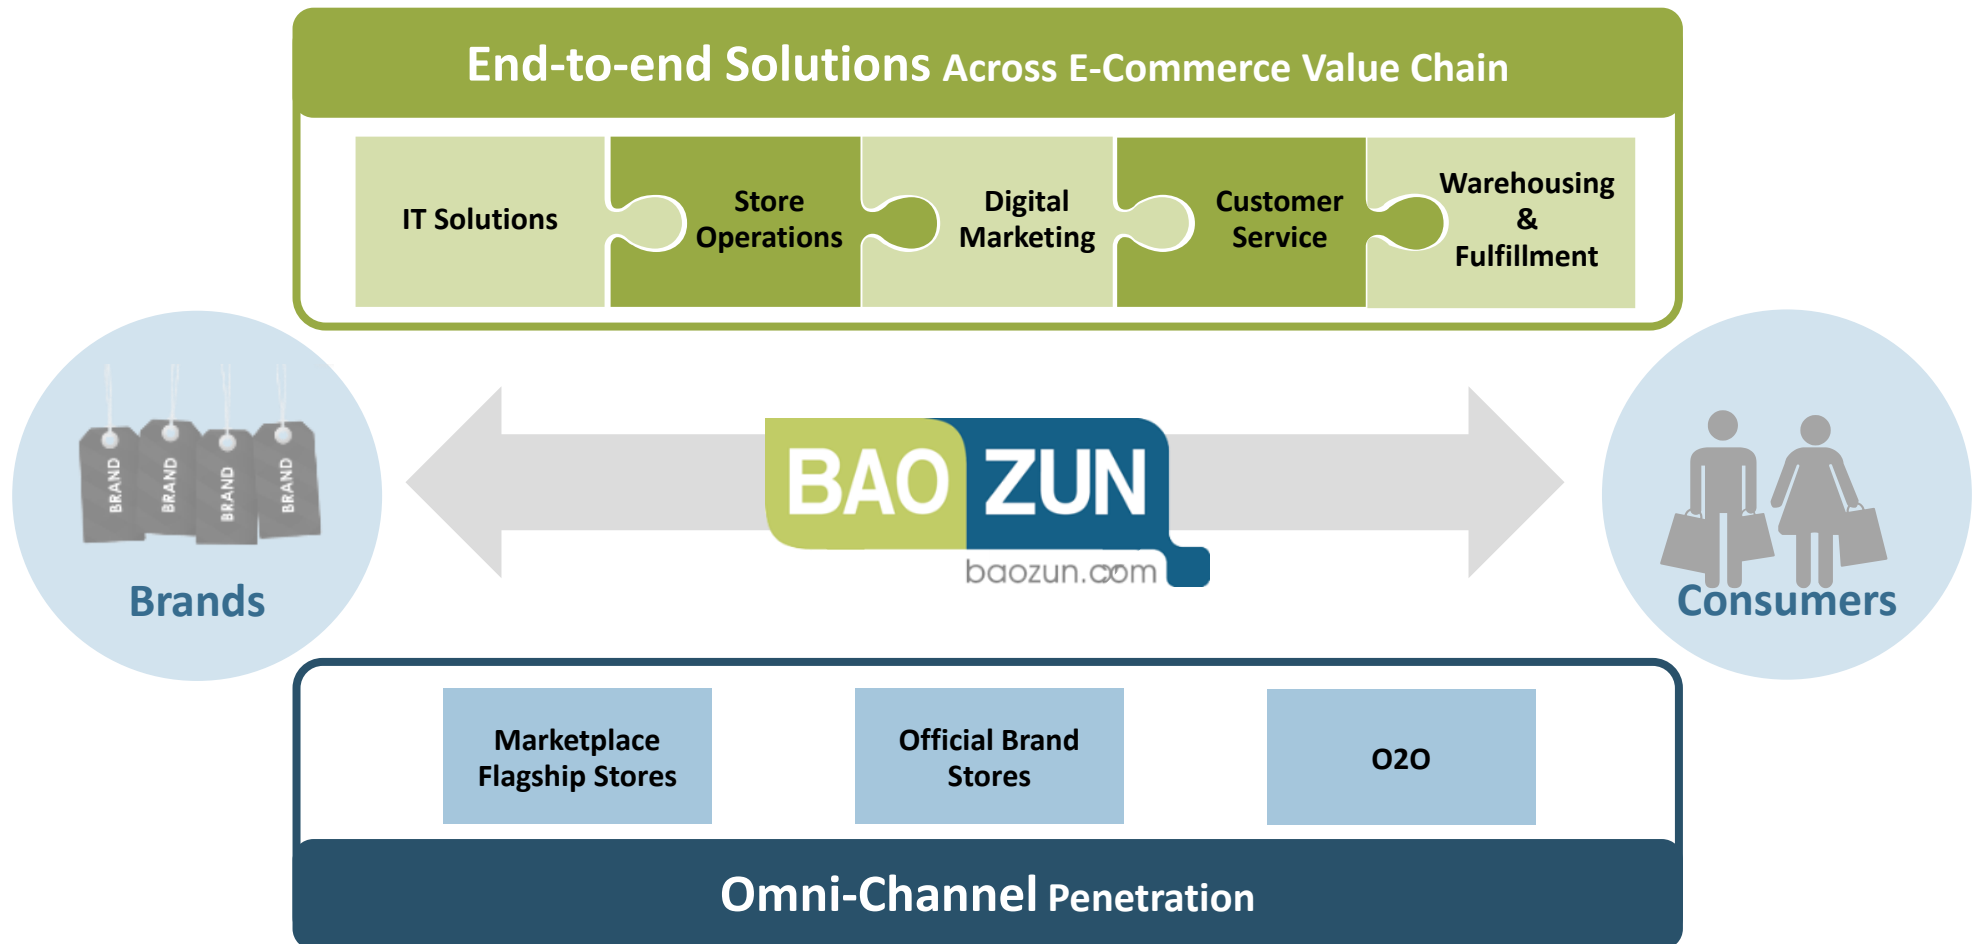 End-to-end Solutions Across E-Commerce Value Chain
IT Solutions
Store
Operations
Digital
Marketing
Customer
Service
Warehousing
&
Fulfillment
BRAND
BRAND
BRAND
BRAND
Brands
BAO ZUN
baozun.com
Consumers
Marketplace
Flagship Stores
Official Brand
Stores
O2O
Omni-Channel Penetration